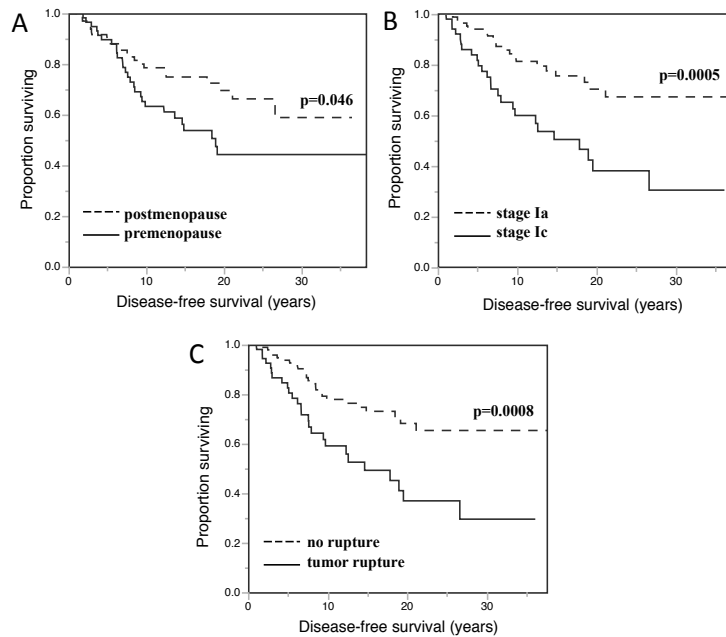 A
Proportion surviving
1.0
0.8
0.6
0.4
0.2
0.0
p=0.046
postmenopause
premenopause
0 10 20 30
Disease-free survival (years)
B
Proportion surviving
1.0
0.8
0.6
0.4
0.2
0.0
p=0.0005
stage Ia
stage Ic
0 10 20 30
Disease-free survival (years)
C
Proportion surviving
1.0
0.8
0.6
0.4
0.2
0.0
p=0.0008
no rupture
tumor rupture
0 10 20 30
Disease-free survival (years)